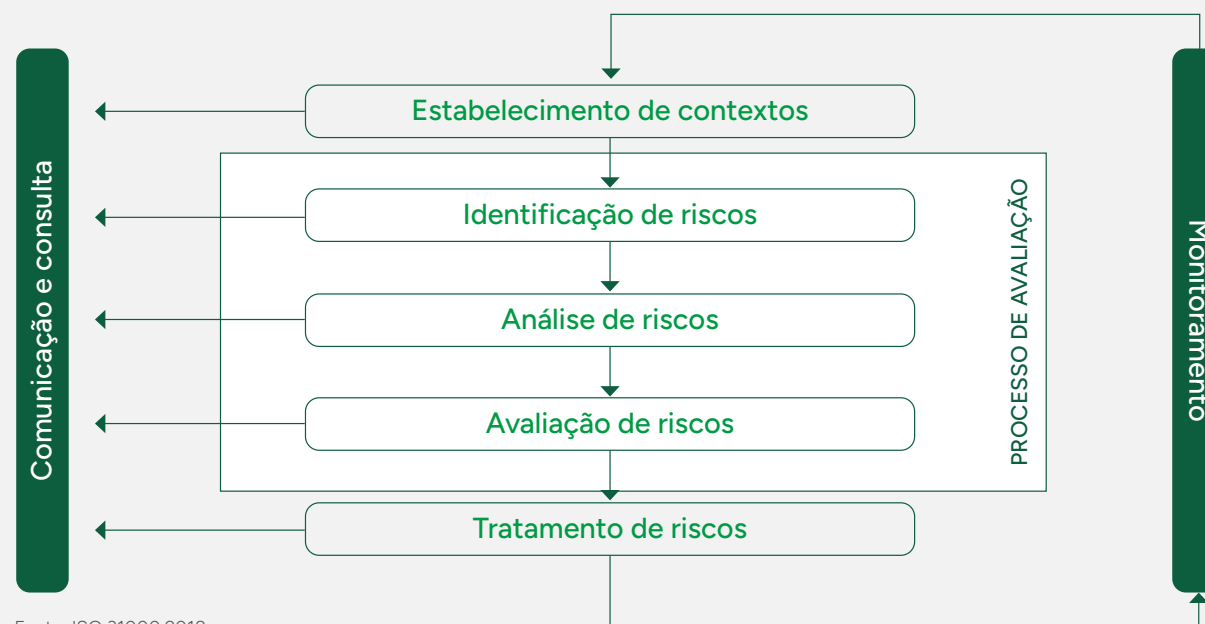 Comunicação e consulta
Estabelecimento de contextos
Identificação de riscos
Análise de riscos
Avaliação de riscos
Tratamento de riscos
PROCESSO DE AVALIAÇÃO
Monitoramento